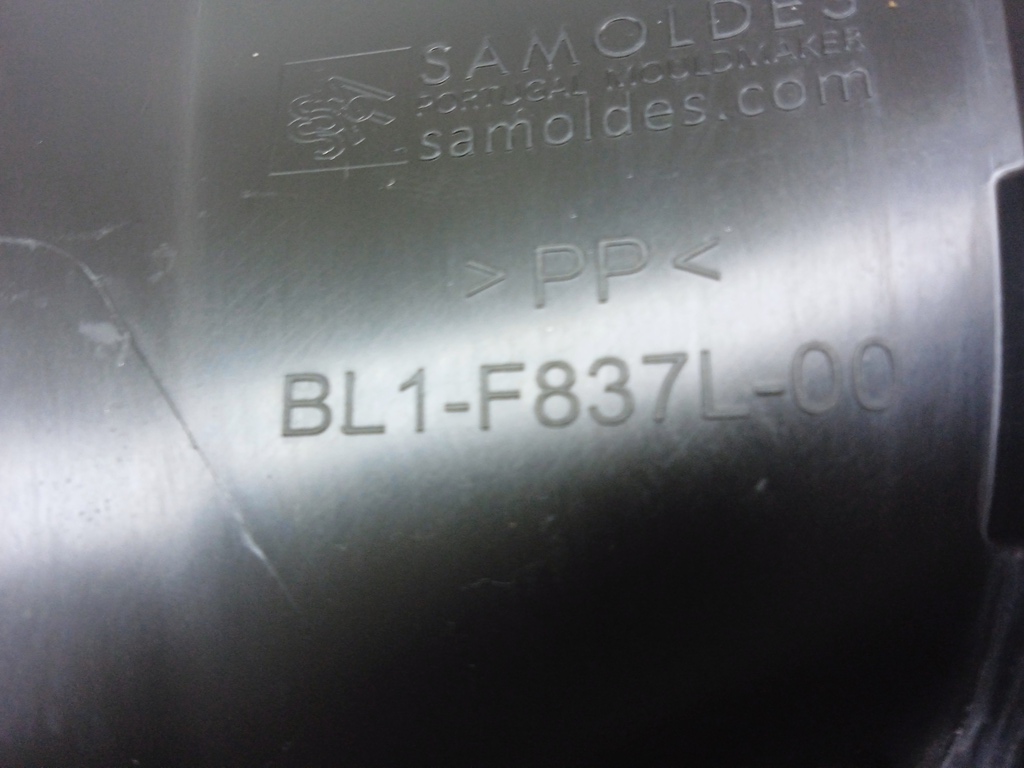 SAMOLDES
PORTUGAL MOULDMAKER
samoldes.com
>PP<
BL1-F837L-00